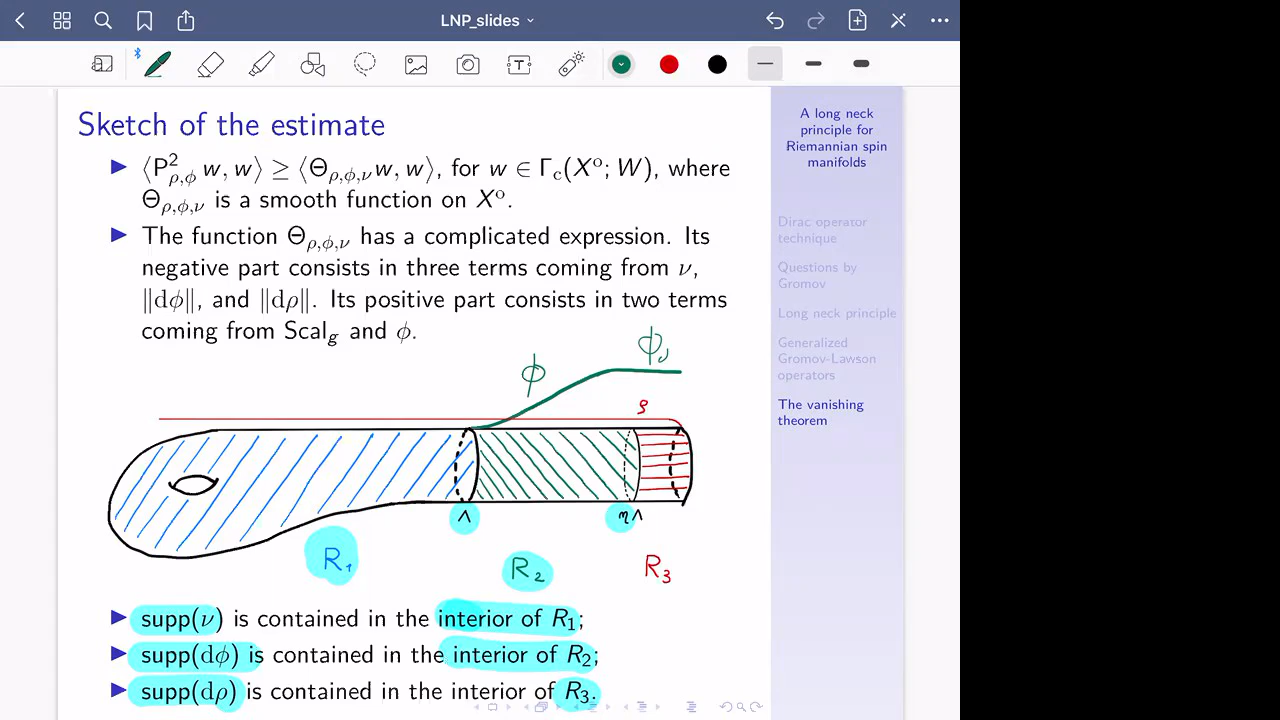 LNP_slides
Sketch of the estimate
⟨P²ρ,ϕ w, w⟩ ≥ ⟨Θρ,ϕ,ν w, w⟩, for w ∈ Γc(X°; W), where
Θρ,ϕ,ν is a smooth function on X°.
The function Θρ,ϕ,ν has a complicated expression. Its
negative part consists in three terms coming from ν,
‖dϕ‖, and ‖dρ‖. Its positive part consists in two terms
coming from Scalg and ϕ.
ϕ
ρ
Λ
ηΛ
R1
R2
R3
supp(ν) is contained in the interior of R1;
supp(dϕ) is contained in the interior of R2;
supp(dρ) is contained in the interior of R3.
A long neck
principle for
Riemannian spin
manifolds
Dirac operator
technique
Questions by
Gromov
Long neck principle
Generalized
Gromov-Lawson
operators
The vanishing
theorem